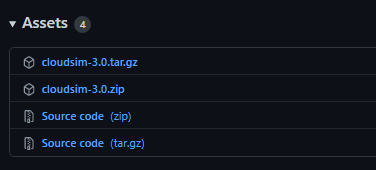 Assets 4
cloudsim-3.0.tar.gz
cloudsim-3.0.zip
Source code (zip)
Source code (tar.gz)